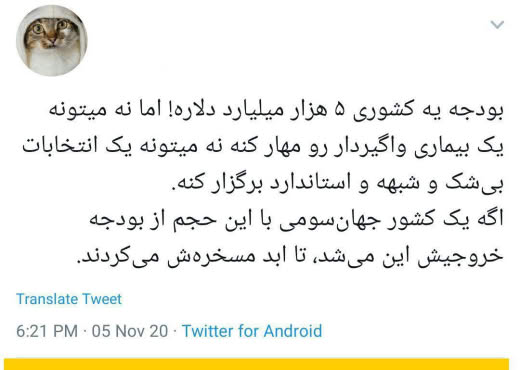 بودجه یه کشوری ۵ هزار میلیارد دلاره! اما نه میتونه
یک بیماری واگیردار رو مهار کنه نه میتونه یک انتخابات
بی‌شک و شبهه و استاندارد برگزار کنه.
اگه یک کشور جهان‌سومی با این حجم از بودجه
خروجیش این می‌شد، تا ابد مسخره‌ش می‌کردند.
Translate Tweet
6:21 PM · 05 Nov 20 · Twitter for Android